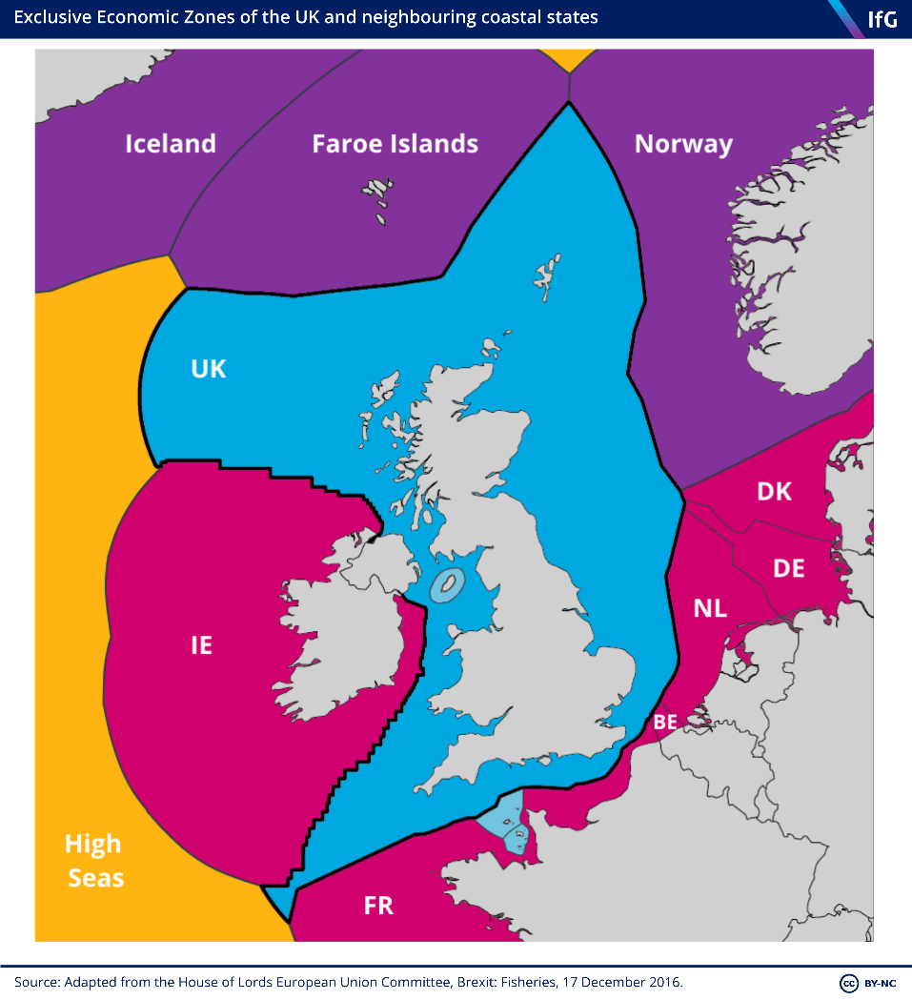 Exclusive Economic Zones of the UK and neighbouring coastal states
IfG
Iceland
Faroe Islands
Norway
UK
DK
DE
NL
IE
BE
High
Seas
FR
Source: Adapted from the House of Lords European Union Committee, Brexit: Fisheries, 17 December 2016.
cc BY-NC